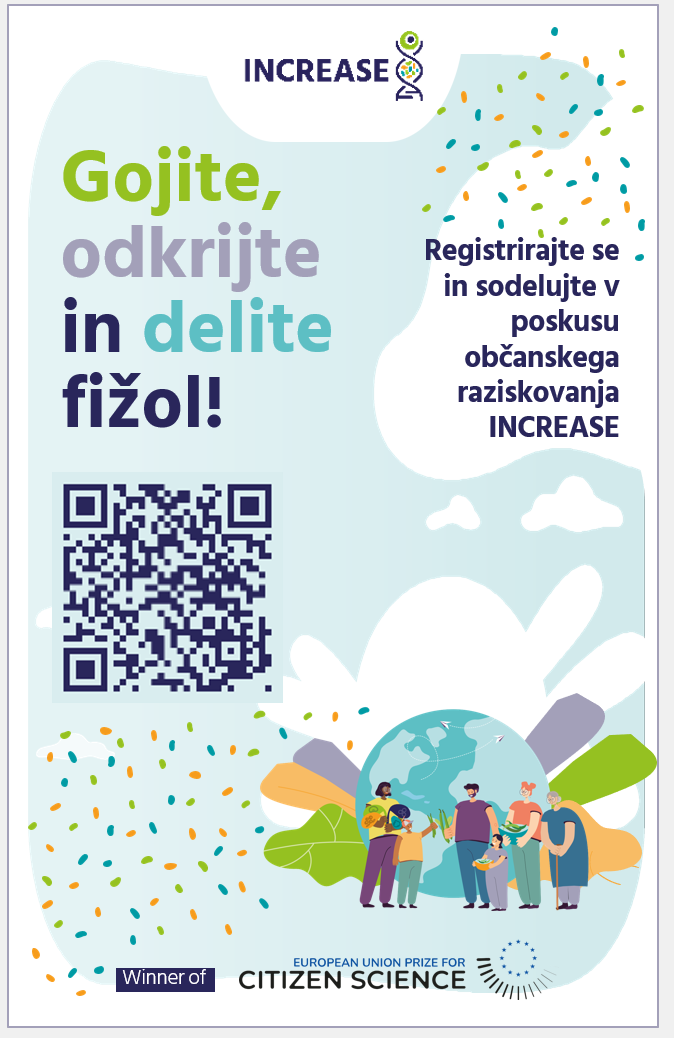 INCREASE
Gojite,
odkrijte
in delite
fižol!
Registrirajte se
in sodelujte v
poskusu
občanskega
raziskovanja
INCREASE
Winner of
EUROPEAN UNION PRIZE FOR
CITIZEN SCIENCE